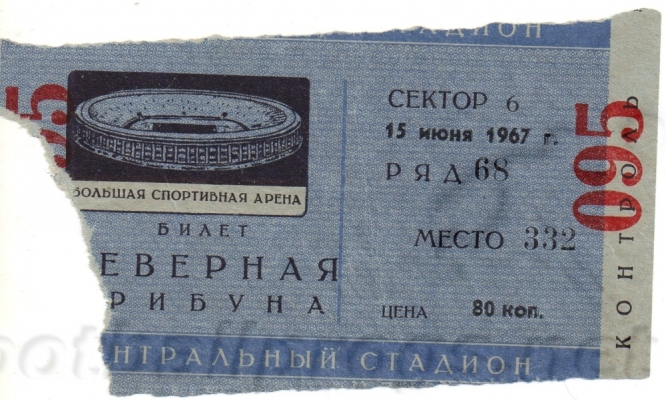 СТАДИОН
БОЛЬШАЯ СПОРТИВНАЯ АРЕНА
БИЛЕТ
ЕВЕРНАЯ
РИБУНА
СЕКТОР 6
15 июня 1967 г.
РЯД 68
МЕСТО 332
ЦЕНА 80 коп.
НТРАЛЬНЫЙ СТАДИОН
095
КОНТРОЛЬ